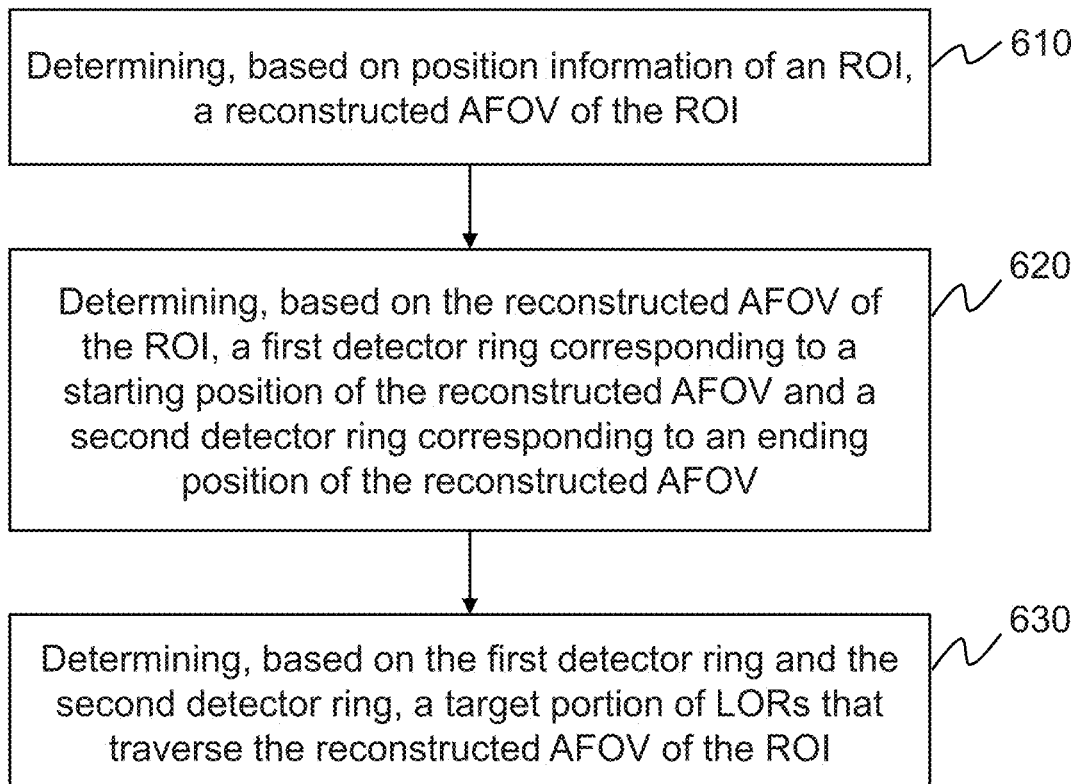 Determining, based on position information of an ROI,
a reconstructed AFOV of the ROI
610
Determining, based on the reconstructed AFOV of
the ROI, a first detector ring corresponding to a
starting position of the reconstructed AFOV and a
second detector ring corresponding to an ending
position of the reconstructed AFOV
620
Determining, based on the first detector ring and the
second detector ring, a target portion of LORs that
traverse the reconstructed AFOV of the ROI
630